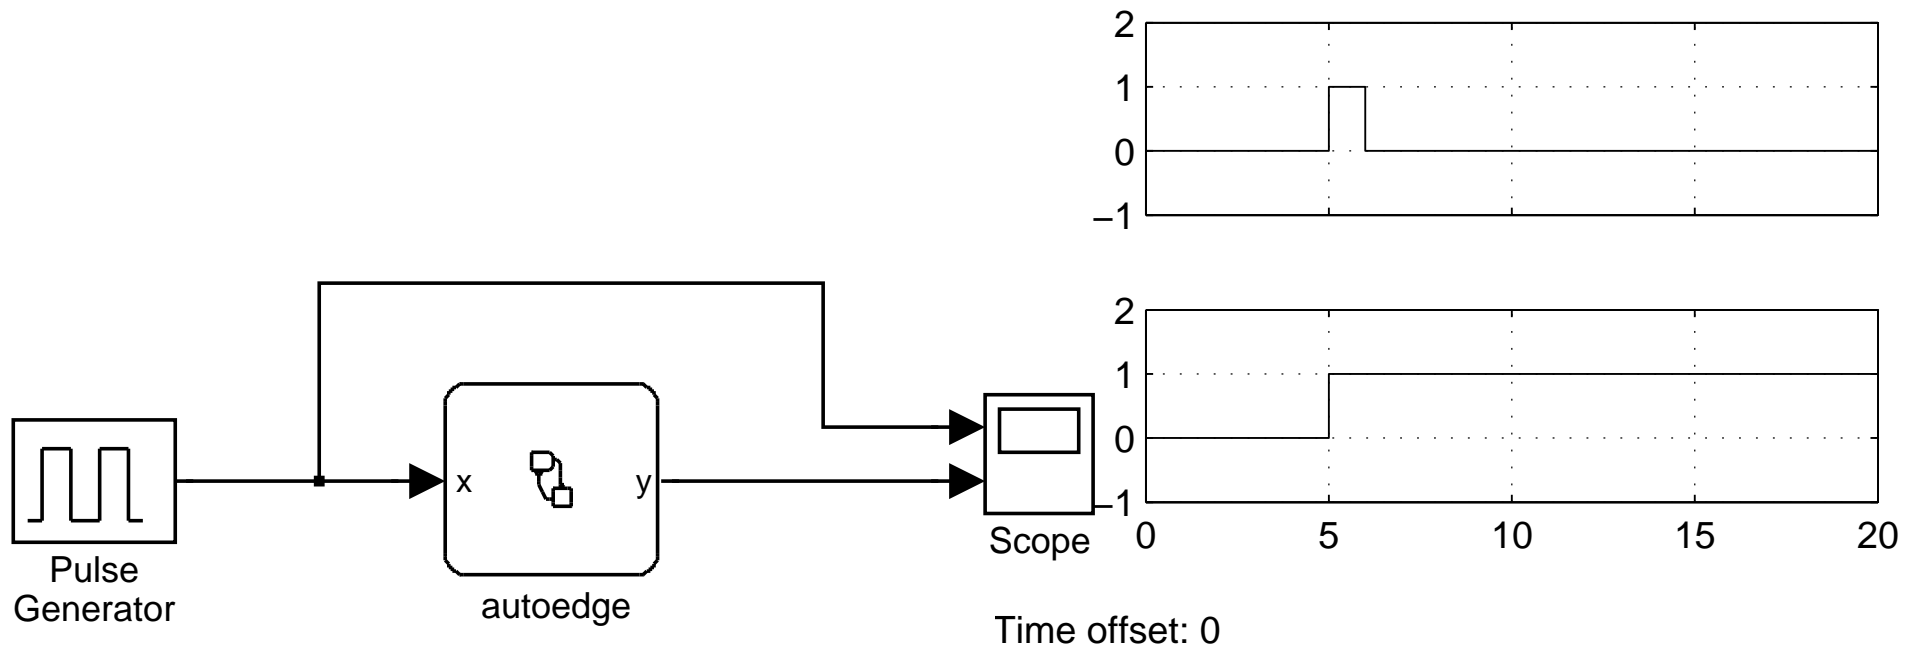 2
1
0
−1
2
1
0
−1
0 5 10 15 20
x
y
Scope
Pulse
Generator
autoedge
Time offset: 0